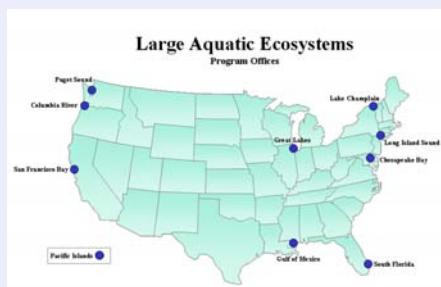 Large Aquatic Ecosystems
Program Offices
Puget Sound
Columbia River
Lake Champlain
Long Island Sound
Great Lakes
Chesapeake Bay
San Francisco Bay
Pacific Islands
Gulf of Mexico
South Florida